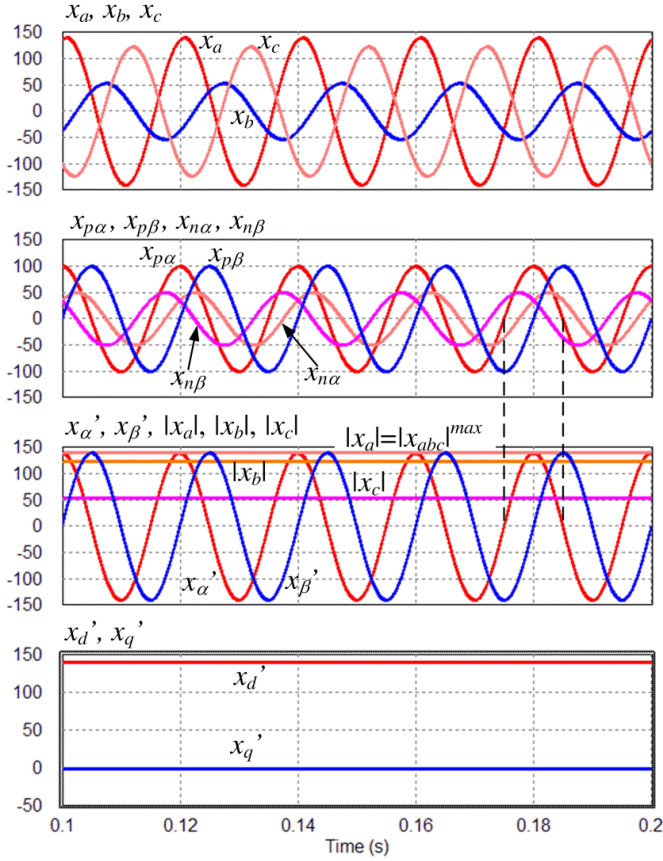 xa, xb, xc
150
100
50
0
-50
-100
-150
xa
xc
xb
xpα, xpβ, xnα, xnβ
150
100
50
0
-50
-100
-150
xpα
xpβ
xnβ
xnα
xα’, xβ’, |xa|, |xb|, |xc|
|xa|=|xabc|max
150
100
50
0
-50
-100
-150
|xb|
|xc|
xα’
xβ’
xd’, xq’
150
100
50
0
-50
xd’
xq’
0.1 0.12 0.14 0.16 0.18 0.2
Time (s)